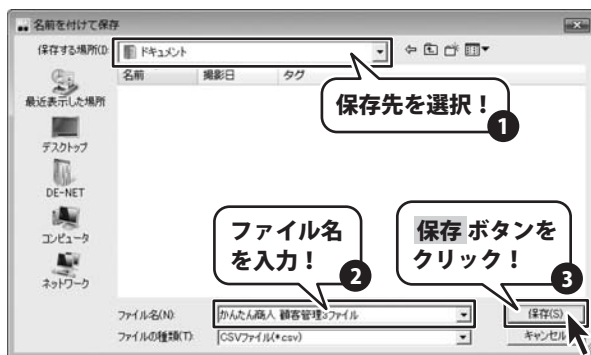 名前を付けて保存
保存する場所(I):
ドキュメント
名前 撮影日 タグ
保存先を選択！
1
最近表示した場所
デスクトップ
DE-NET
コンピュータ
ネットワーク
ファイル名
を入力！
2
保存 ボタンを
クリック！
3
ファイル名(N):
かんたん商人 顧客管理3ファイル
保存(S)
ファイルの種類(T):
CSVファイル(*csv)
キャンセル